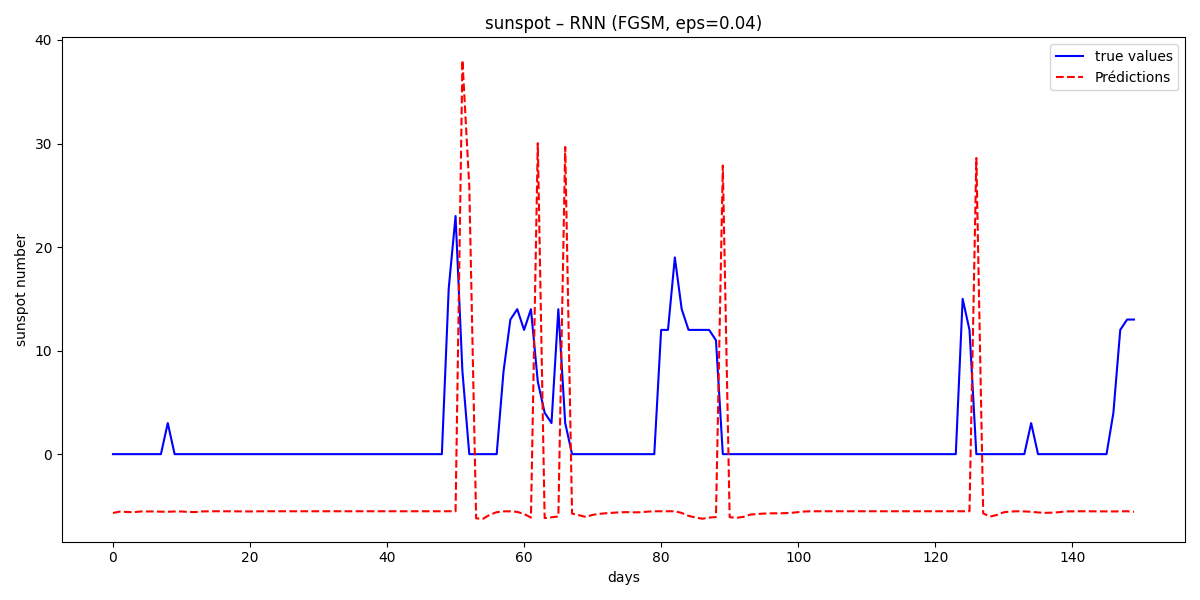 sunspot – RNN (FGSM, eps=0.04)
true values
Prédictions
sunspot number
40
30
20
10
0
0 20 40 60 80 100 120 140
days